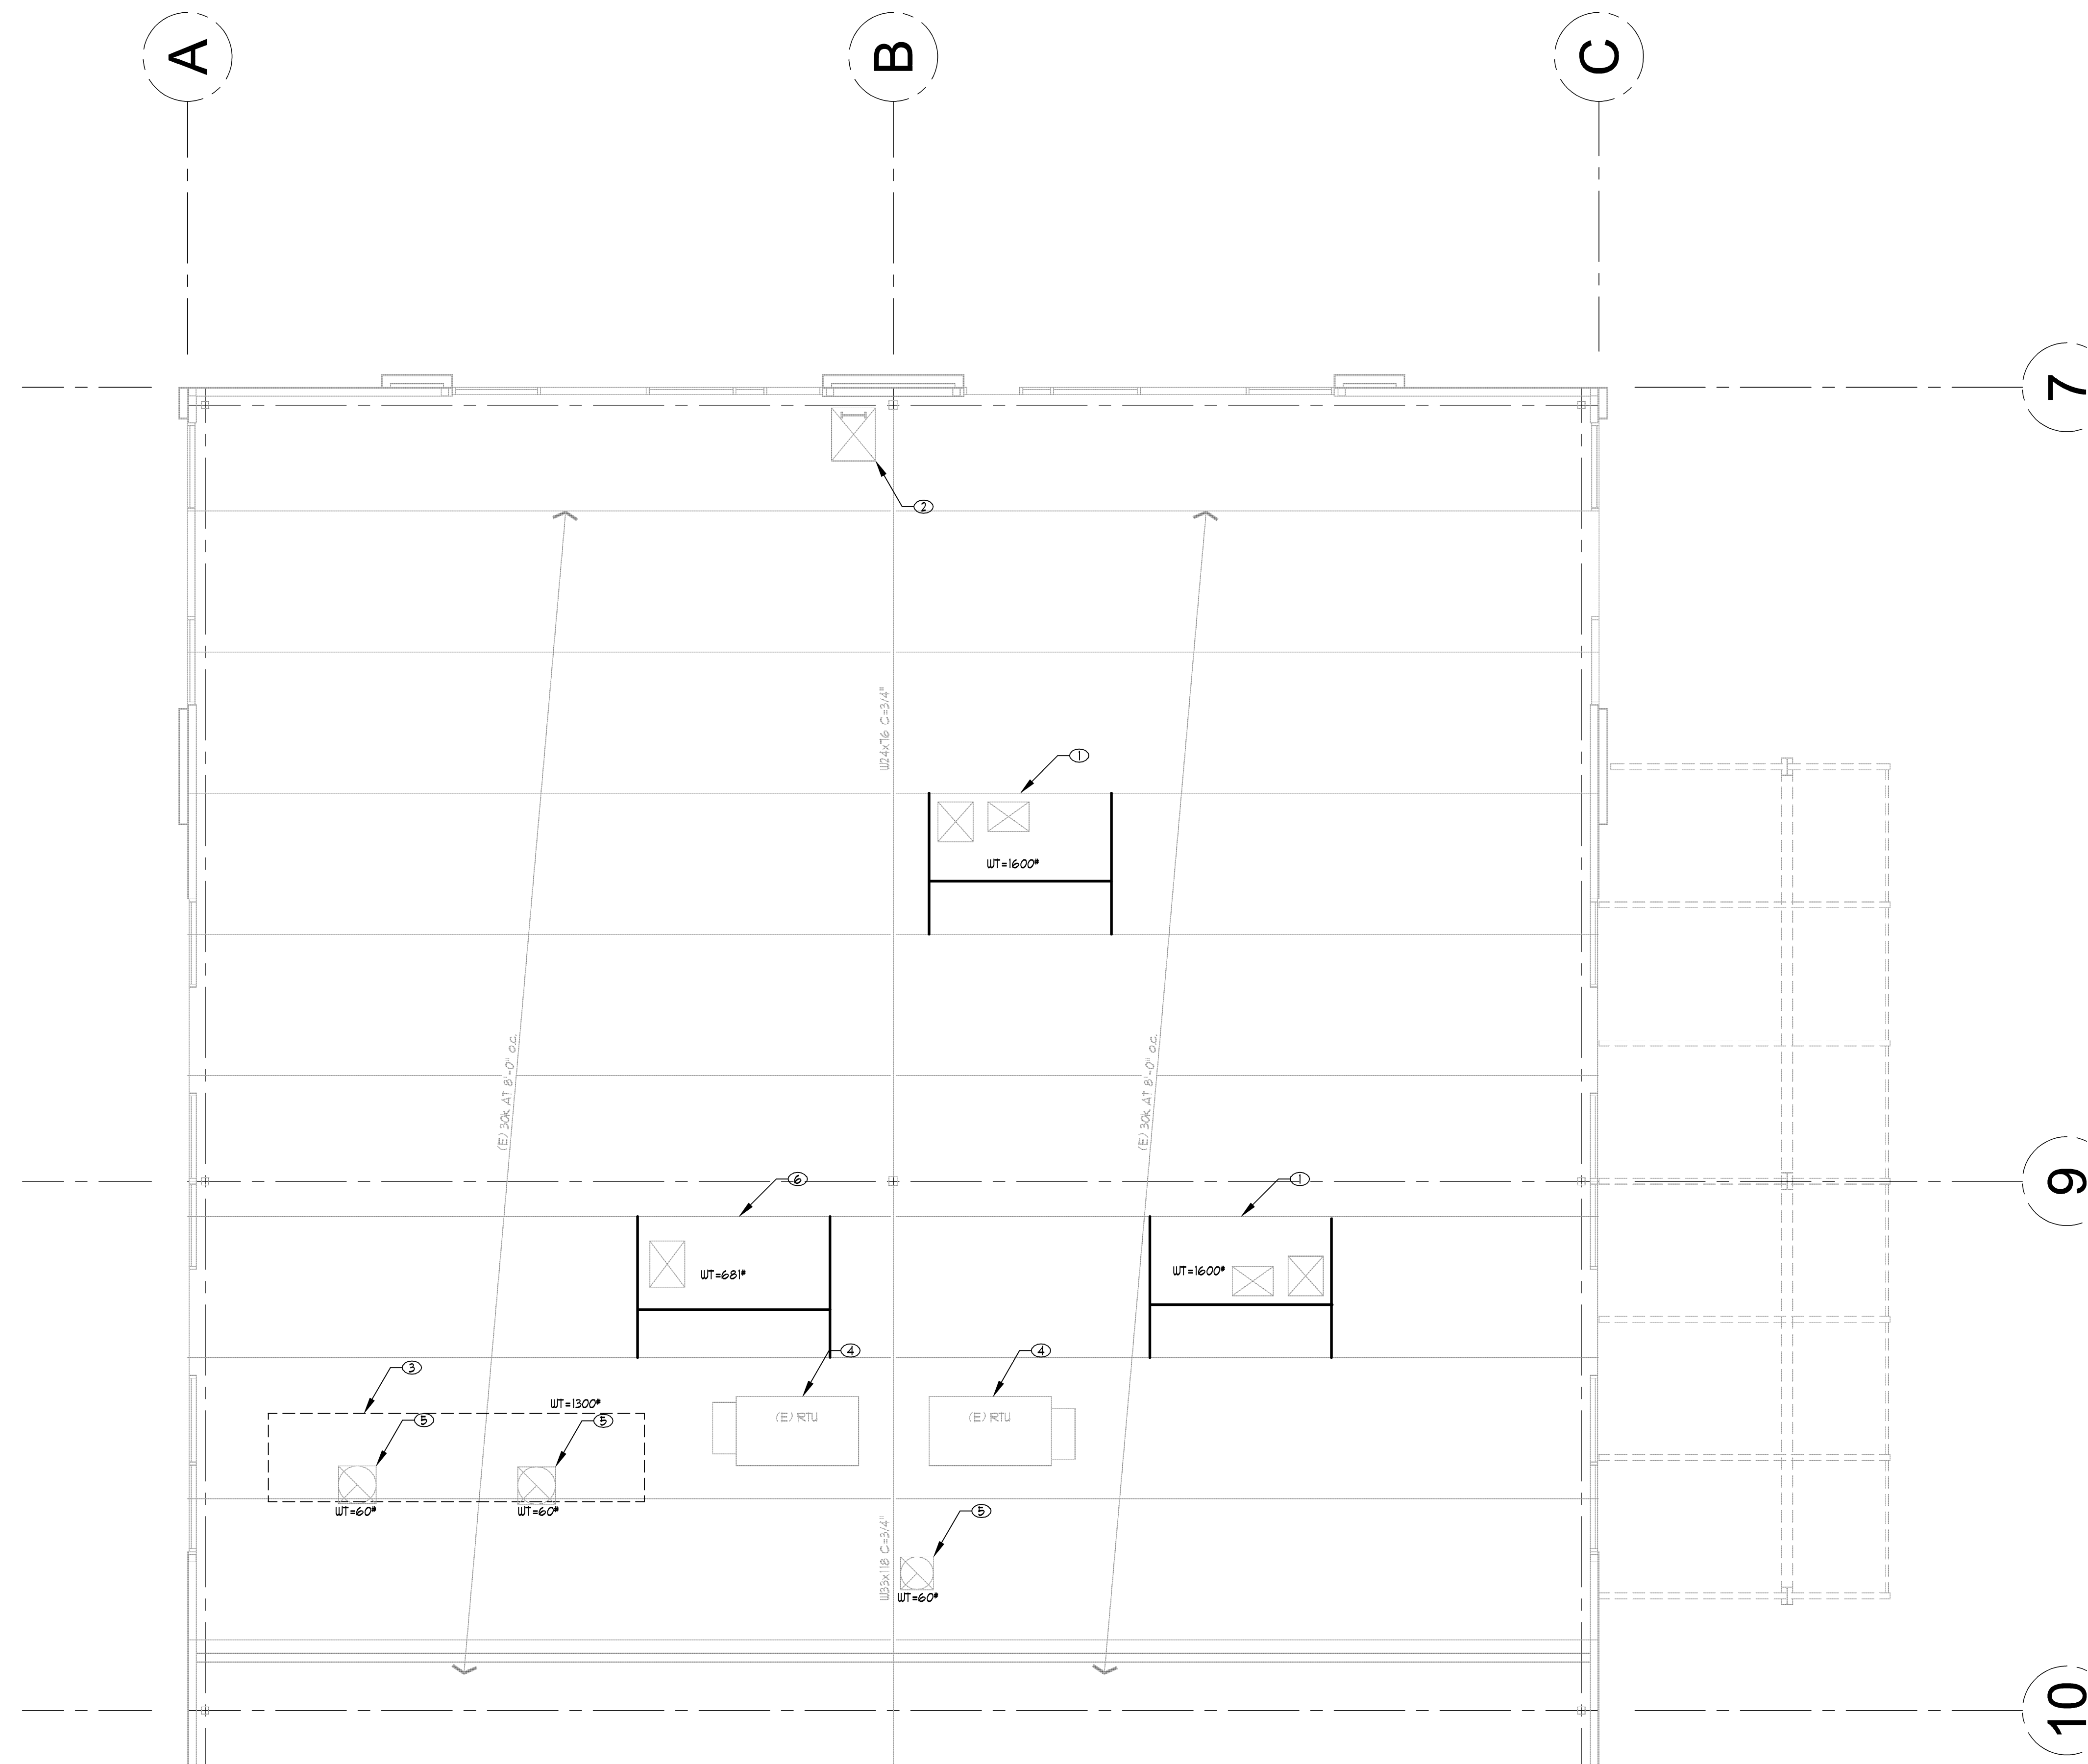 A
B
C
7
2
W24x76 C=3/4"
1
WT=1600#
(E) 30K AT 8'-0" o.c.
(E) 30K AT 8'-0" o.c.
6
1
9
WT=681#
WT=1600#
3
4
4
WT=1300#
5
5
(E) RTU
(E) RTU
WT=60#
WT=60#
5
W33x118 C=3/4"
WT=60#
10